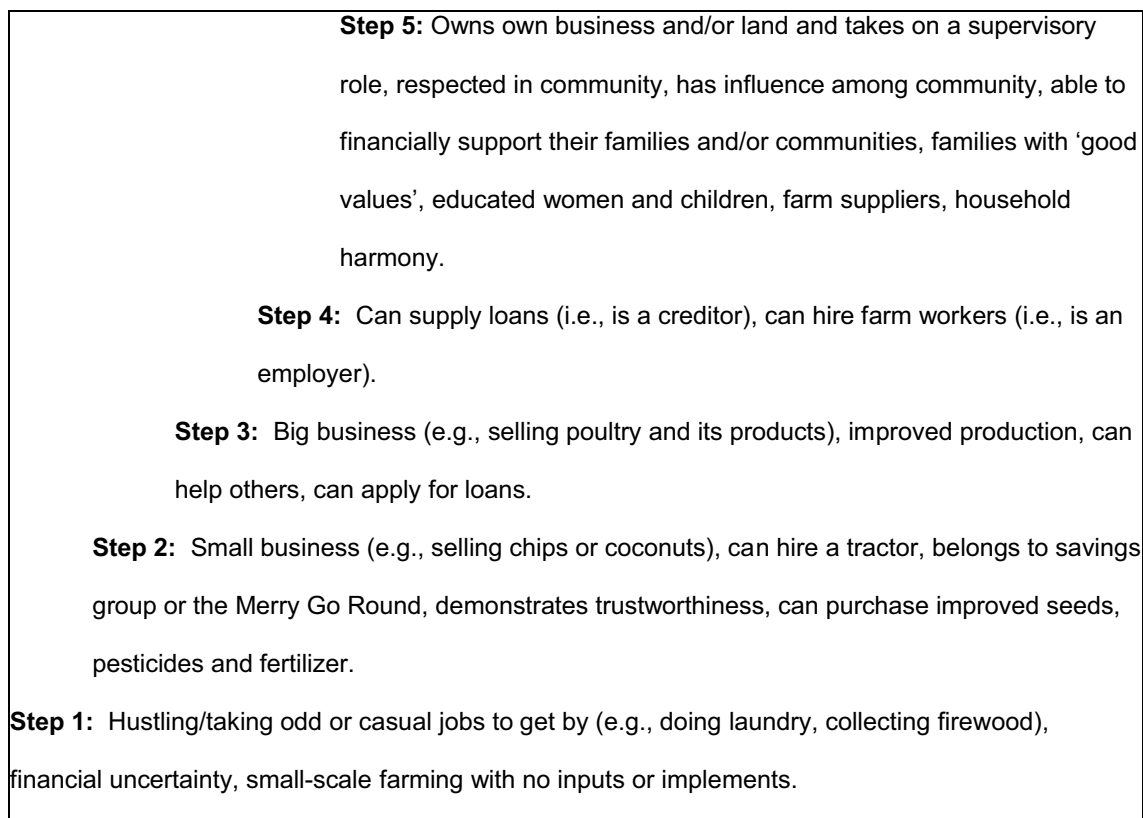 Step 5: Owns own business and/or land and takes on a supervisory
role, respected in community, has influence among community, able to
financially support their families and/or communities, families with ‘good
values’, educated women and children, farm suppliers, household
harmony.
Step 4:  Can supply loans (i.e., is a creditor), can hire farm workers (i.e., is an
employer).
Step 3:  Big business (e.g., selling poultry and its products), improved production, can
help others, can apply for loans.
Step 2:  Small business (e.g., selling chips or coconuts), can hire a tractor, belongs to savings
group or the Merry Go Round, demonstrates trustworthiness, can purchase improved seeds,
pesticides and fertilizer.
Step 1:  Hustling/taking odd or casual jobs to get by (e.g., doing laundry, collecting firewood),
financial uncertainty, small-scale farming with no inputs or implements.